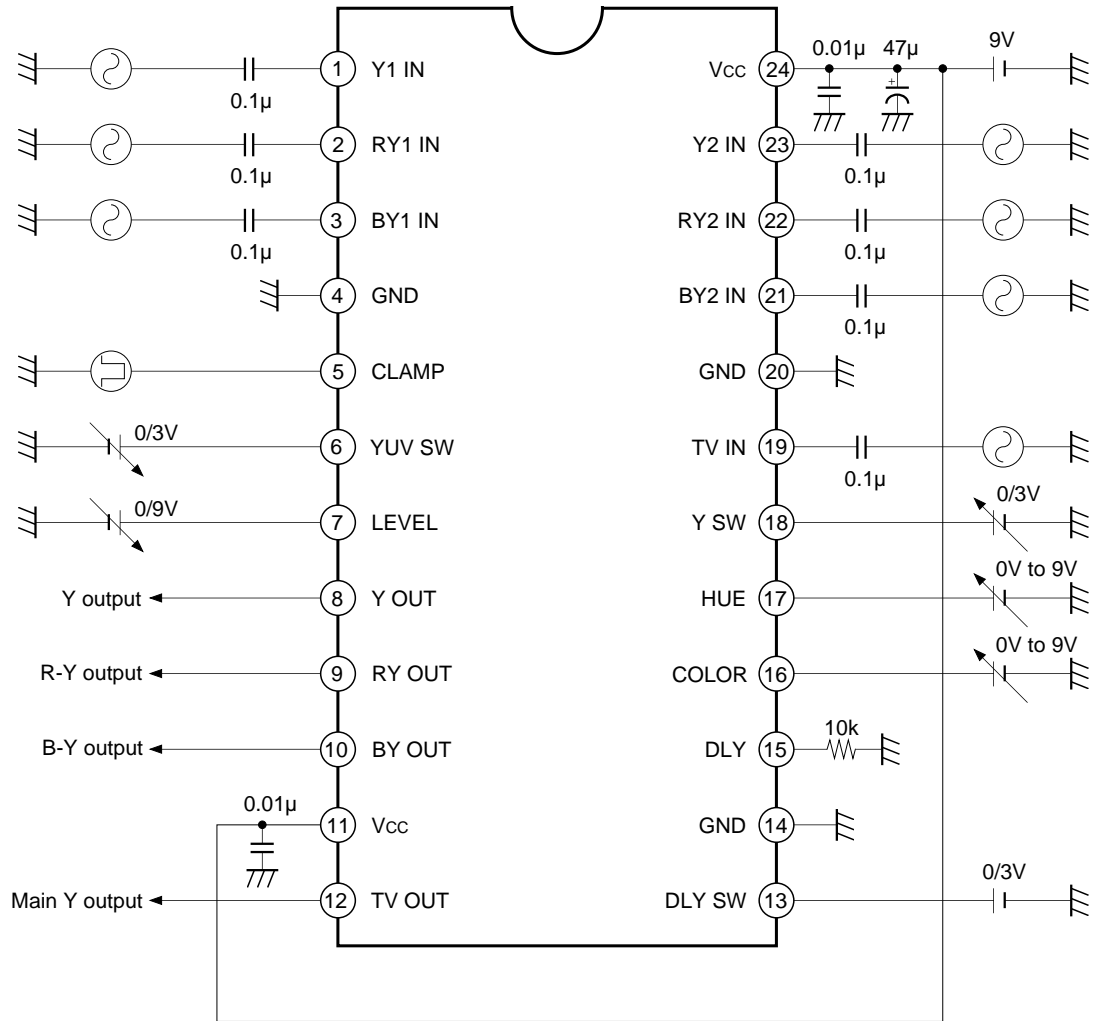 0.1µ
1 Y1 IN
Vcc 24
0.01µ
47µ
+
9V
0.1µ
2 RY1 IN
Y2 IN 23
0.1µ
0.1µ
3 BY1 IN
RY2 IN 22
0.1µ
4 GND
BY2 IN 21
0.1µ
5 CLAMP
GND 20
0/3V
6 YUV SW
TV IN 19
0.1µ
0/9V
7 LEVEL
Y SW 18
0/3V
Y output
8 Y OUT
HUE 17
0V to 9V
R-Y output
9 RY OUT
COLOR 16
0V to 9V
B-Y output
10 BY OUT
DLY 15
10k
0.01µ
11 Vcc
GND 14
Main Y output
12 TV OUT
DLY SW 13
0/3V